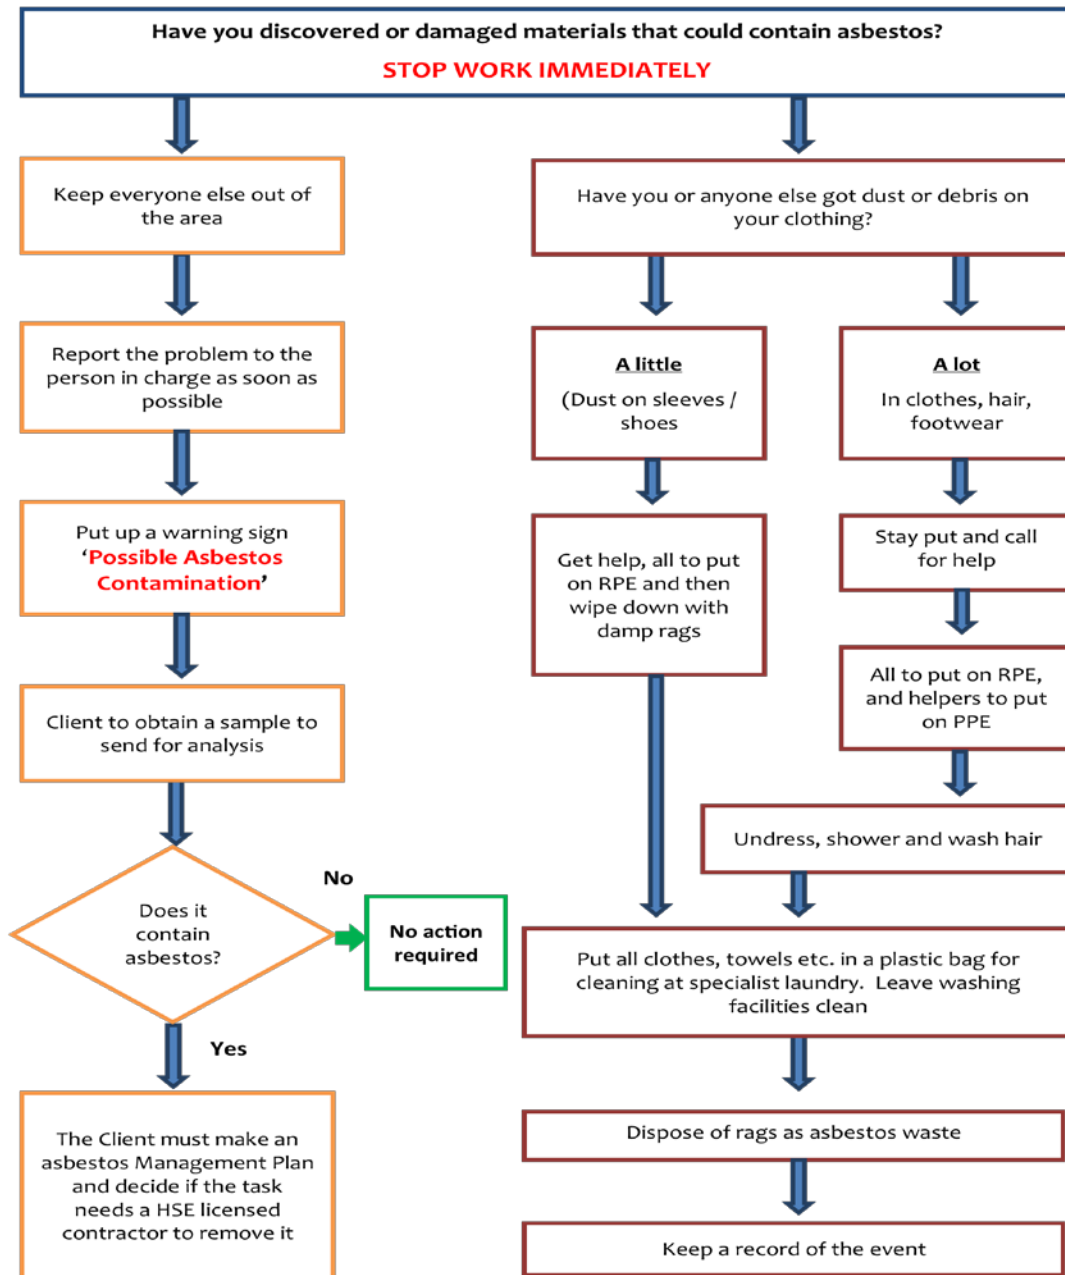 Have you discovered or damaged materials that could contain asbestos?
STOP WORK IMMEDIATELY
Keep everyone else out of
the area
Report the problem to the
person in charge as soon as
possible
Put up a warning sign
‘Possible Asbestos
Contamination’
Client to obtain a sample to
send for analysis
Does it
contain
asbestos?
No
No action
required
Yes
The Client must make an
asbestos Management Plan
and decide if the task
needs a HSE licensed
contractor to remove it
Have you or anyone else got dust or debris on
your clothing?
A little
(Dust on sleeves /
shoes
Get help, all to put
on RPE and then
wipe down with
damp rags
A lot
In clothes, hair,
footwear
Stay put and call
for help
All to put on RPE,
and helpers to put
on PPE
Undress, shower and wash hair
Put all clothes, towels etc. in a plastic bag for
cleaning at specialist laundry.  Leave washing
facilities clean
Dispose of rags as asbestos waste
Keep a record of the event